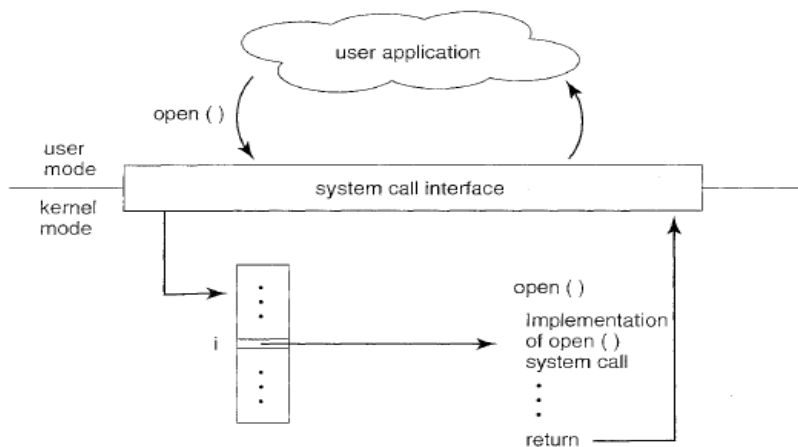 user application
open ( )
user
mode
system call interface
kernel
mode
open ( )
i
Implementation
of open ( )
system call
return